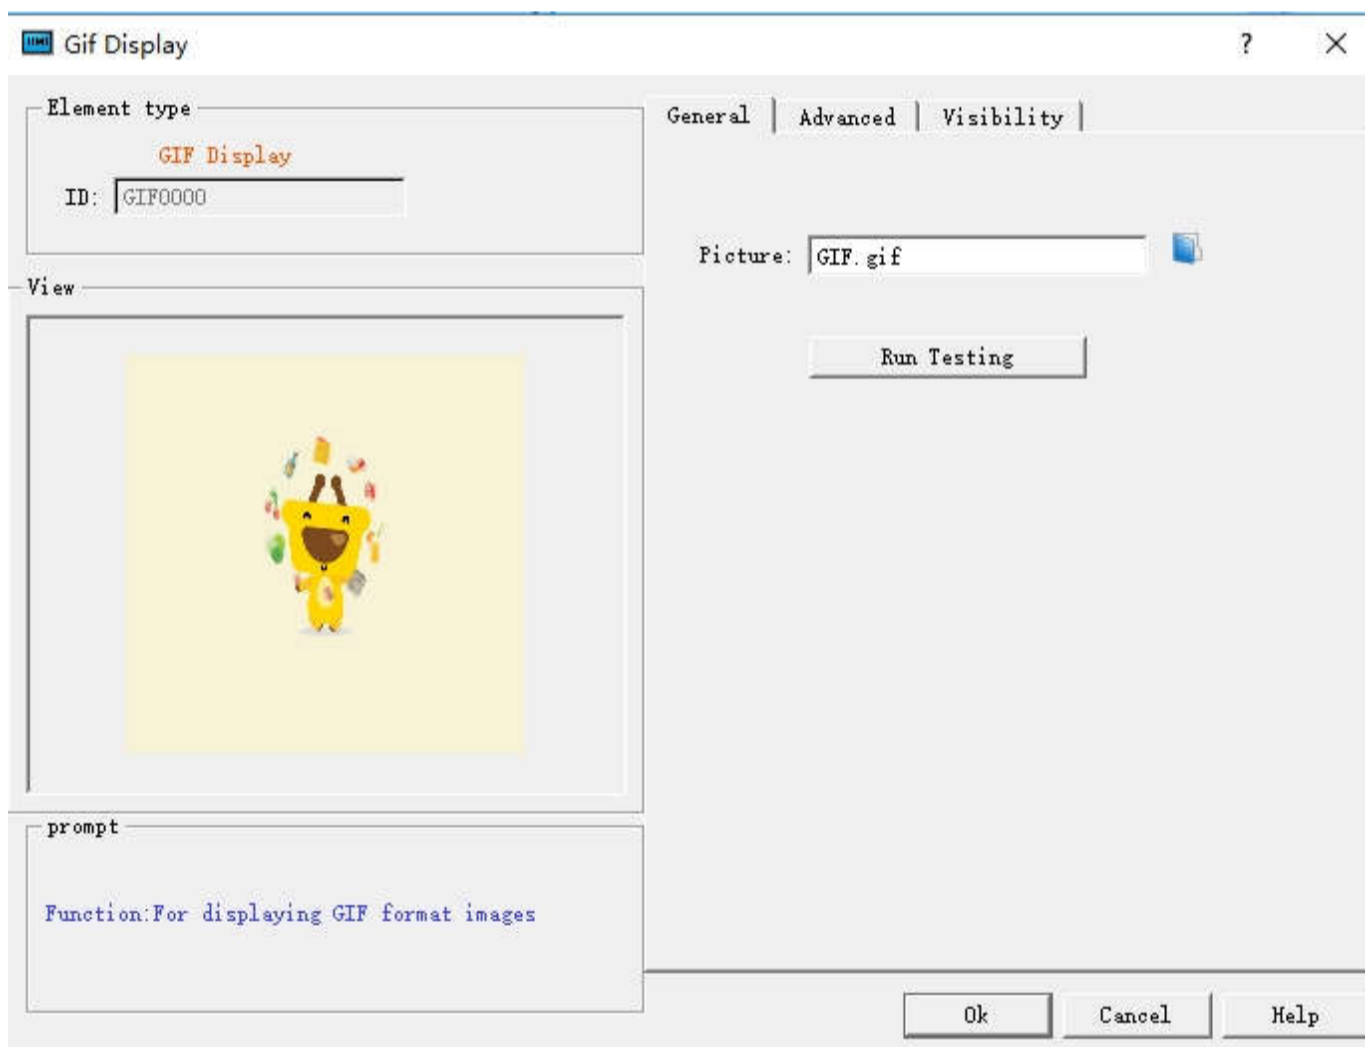 Gif Display
?
Element type
GIF Display
ID: GIF0000
View
prompt
Function:For displaying GIF format images
General
Advanced
Visibility
Picture: GIF.gif
Run Testing
Ok
Cancel
Help